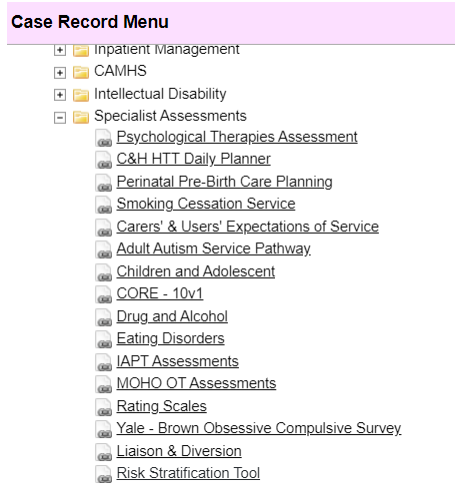 Case Record Menu
Inpatient Management
CAMHS
Intellectual Disability
Specialist Assessments
Psychological Therapies Assessment
C&H HTT Daily Planner
Perinatal Pre-Birth Care Planning
Smoking Cessation Service
Carers' & Users' Expectations of Service
Adult Autism Service Pathway
Children and Adolescent
CORE - 10v1
Drug and Alcohol
Eating Disorders
IAPT Assessments
MOHO OT Assessments
Rating Scales
Yale - Brown Obsessive Compulsive Survey
Liaison & Diversion
Risk Stratification Tool